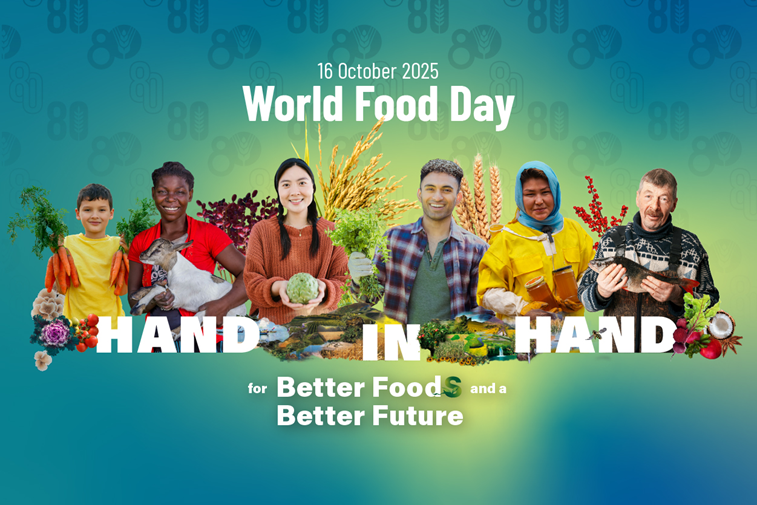 16 October 2025
World Food Day
HAND IN HAND
for Better FoodS and a
Better Future